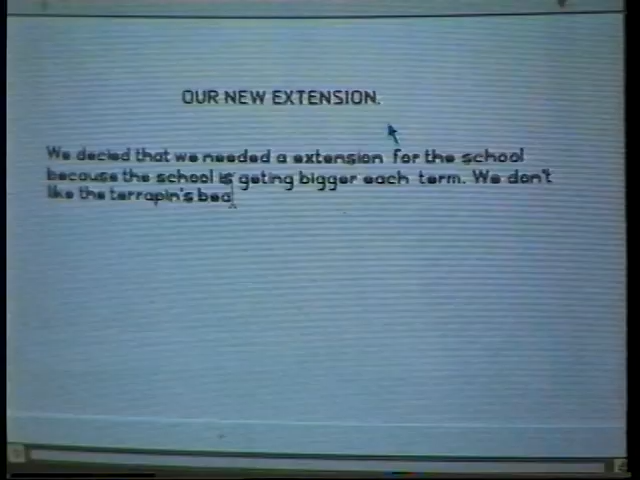 OUR NEW EXTENSION.
We decied that we needed a extension for the school
because the school is geting bigger each term. We don't
like the terrapin's bea